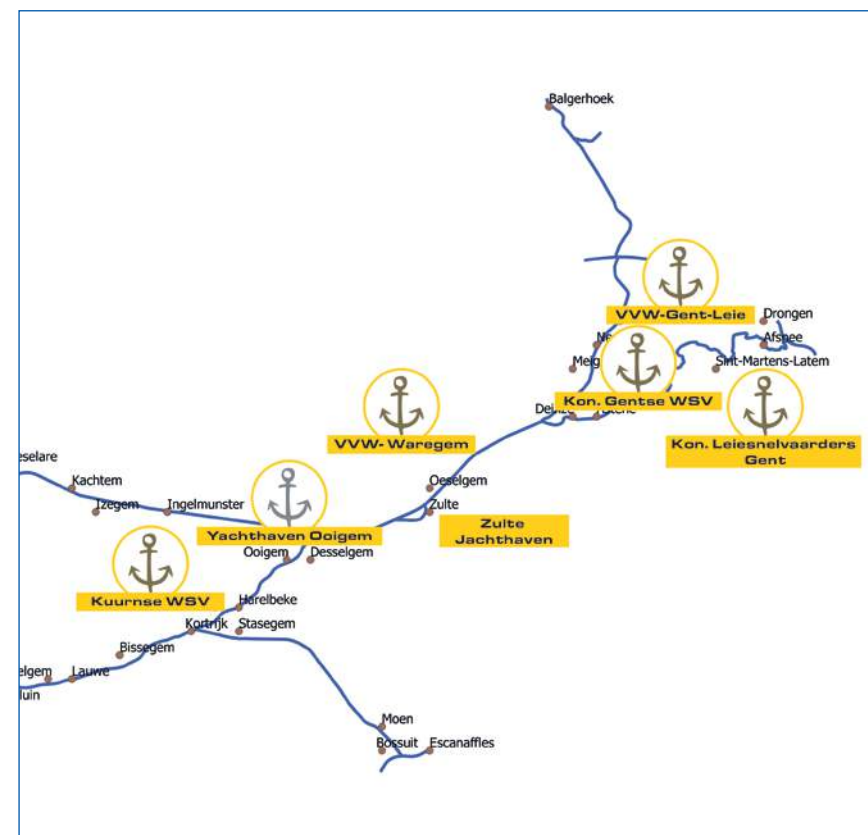 Balgerhoek
VVW-Gent-Leie
Drongen
Afsnee
Sint-Martens-Latem
Kon. Gentse WSV
Kon. Leiesnelvaarders
Gent
VVW-Waregem
Oeselgem
Zulte
Zulte
Jachthaven
Kachtem
Izegem
Ingelmunster
Yachthaven Ooigem
Ooigem
Desselgem
Kuurnse WSV
Harelbeke
Kortrijk
Stasegem
Bissegem
Lauwe
Moen
Bossuit
Escanaffles